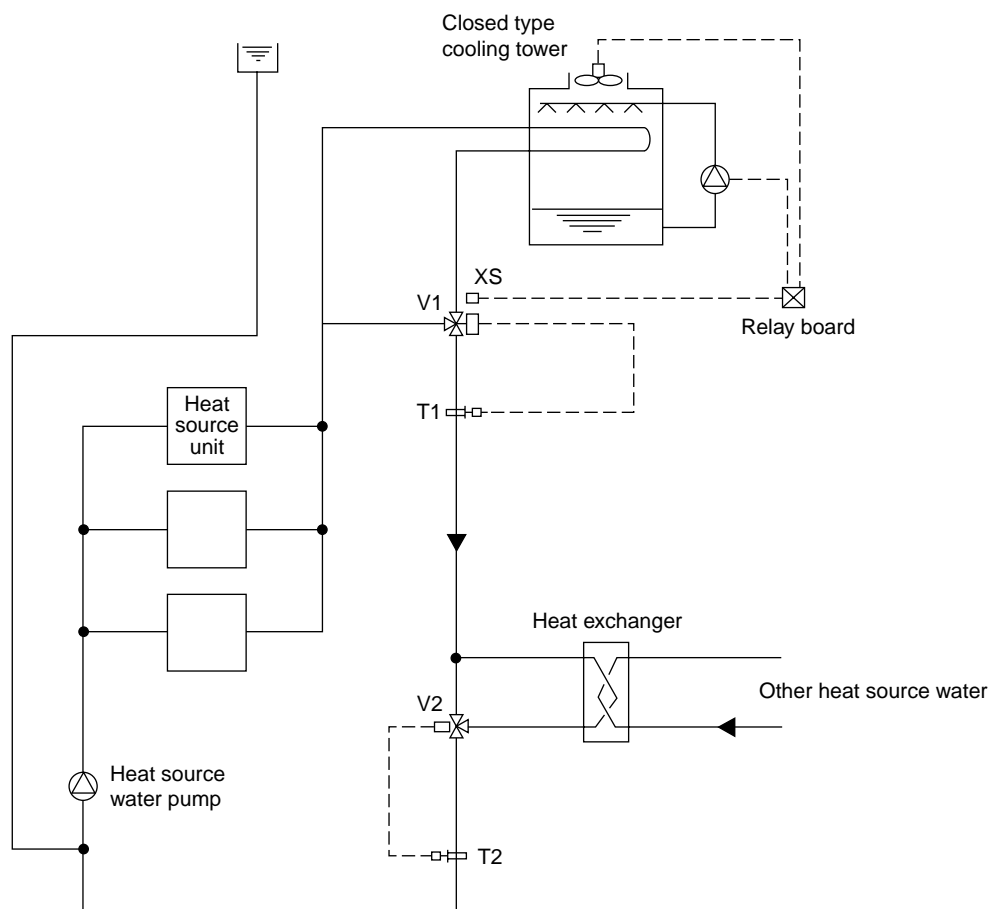 Closed type
cooling tower
XS
V1
Relay board
T1
Heat
source
unit
Heat exchanger
Other heat source water
V2
Heat source
water pump
T2